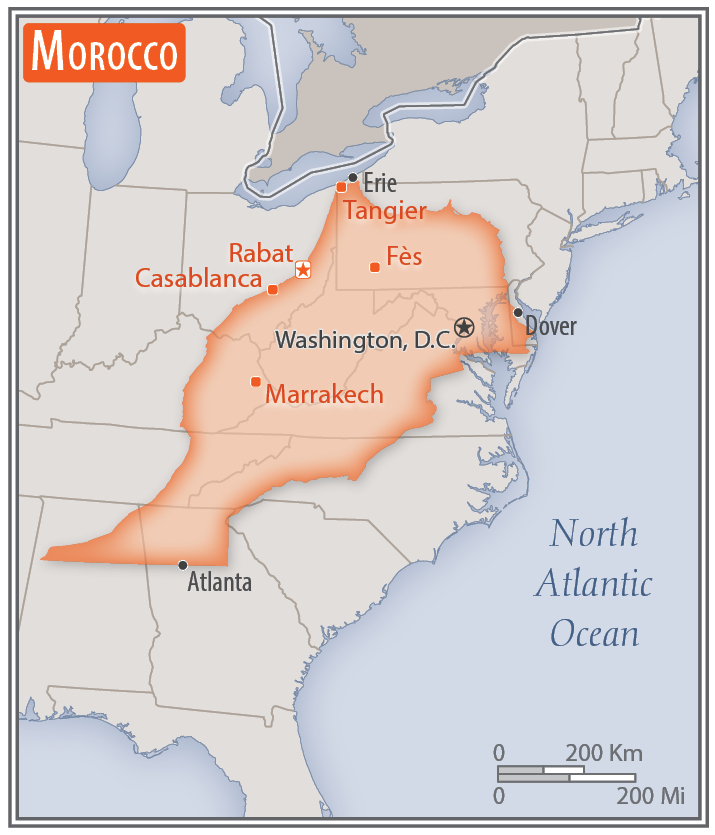 MOROCCO
Erie
Tangier
Rabat
Fès
Casablanca
Dover
Washington, D.C.
Marrakech
North
Atlantic
Ocean
Atlanta
0 200 Km
0 200 Mi